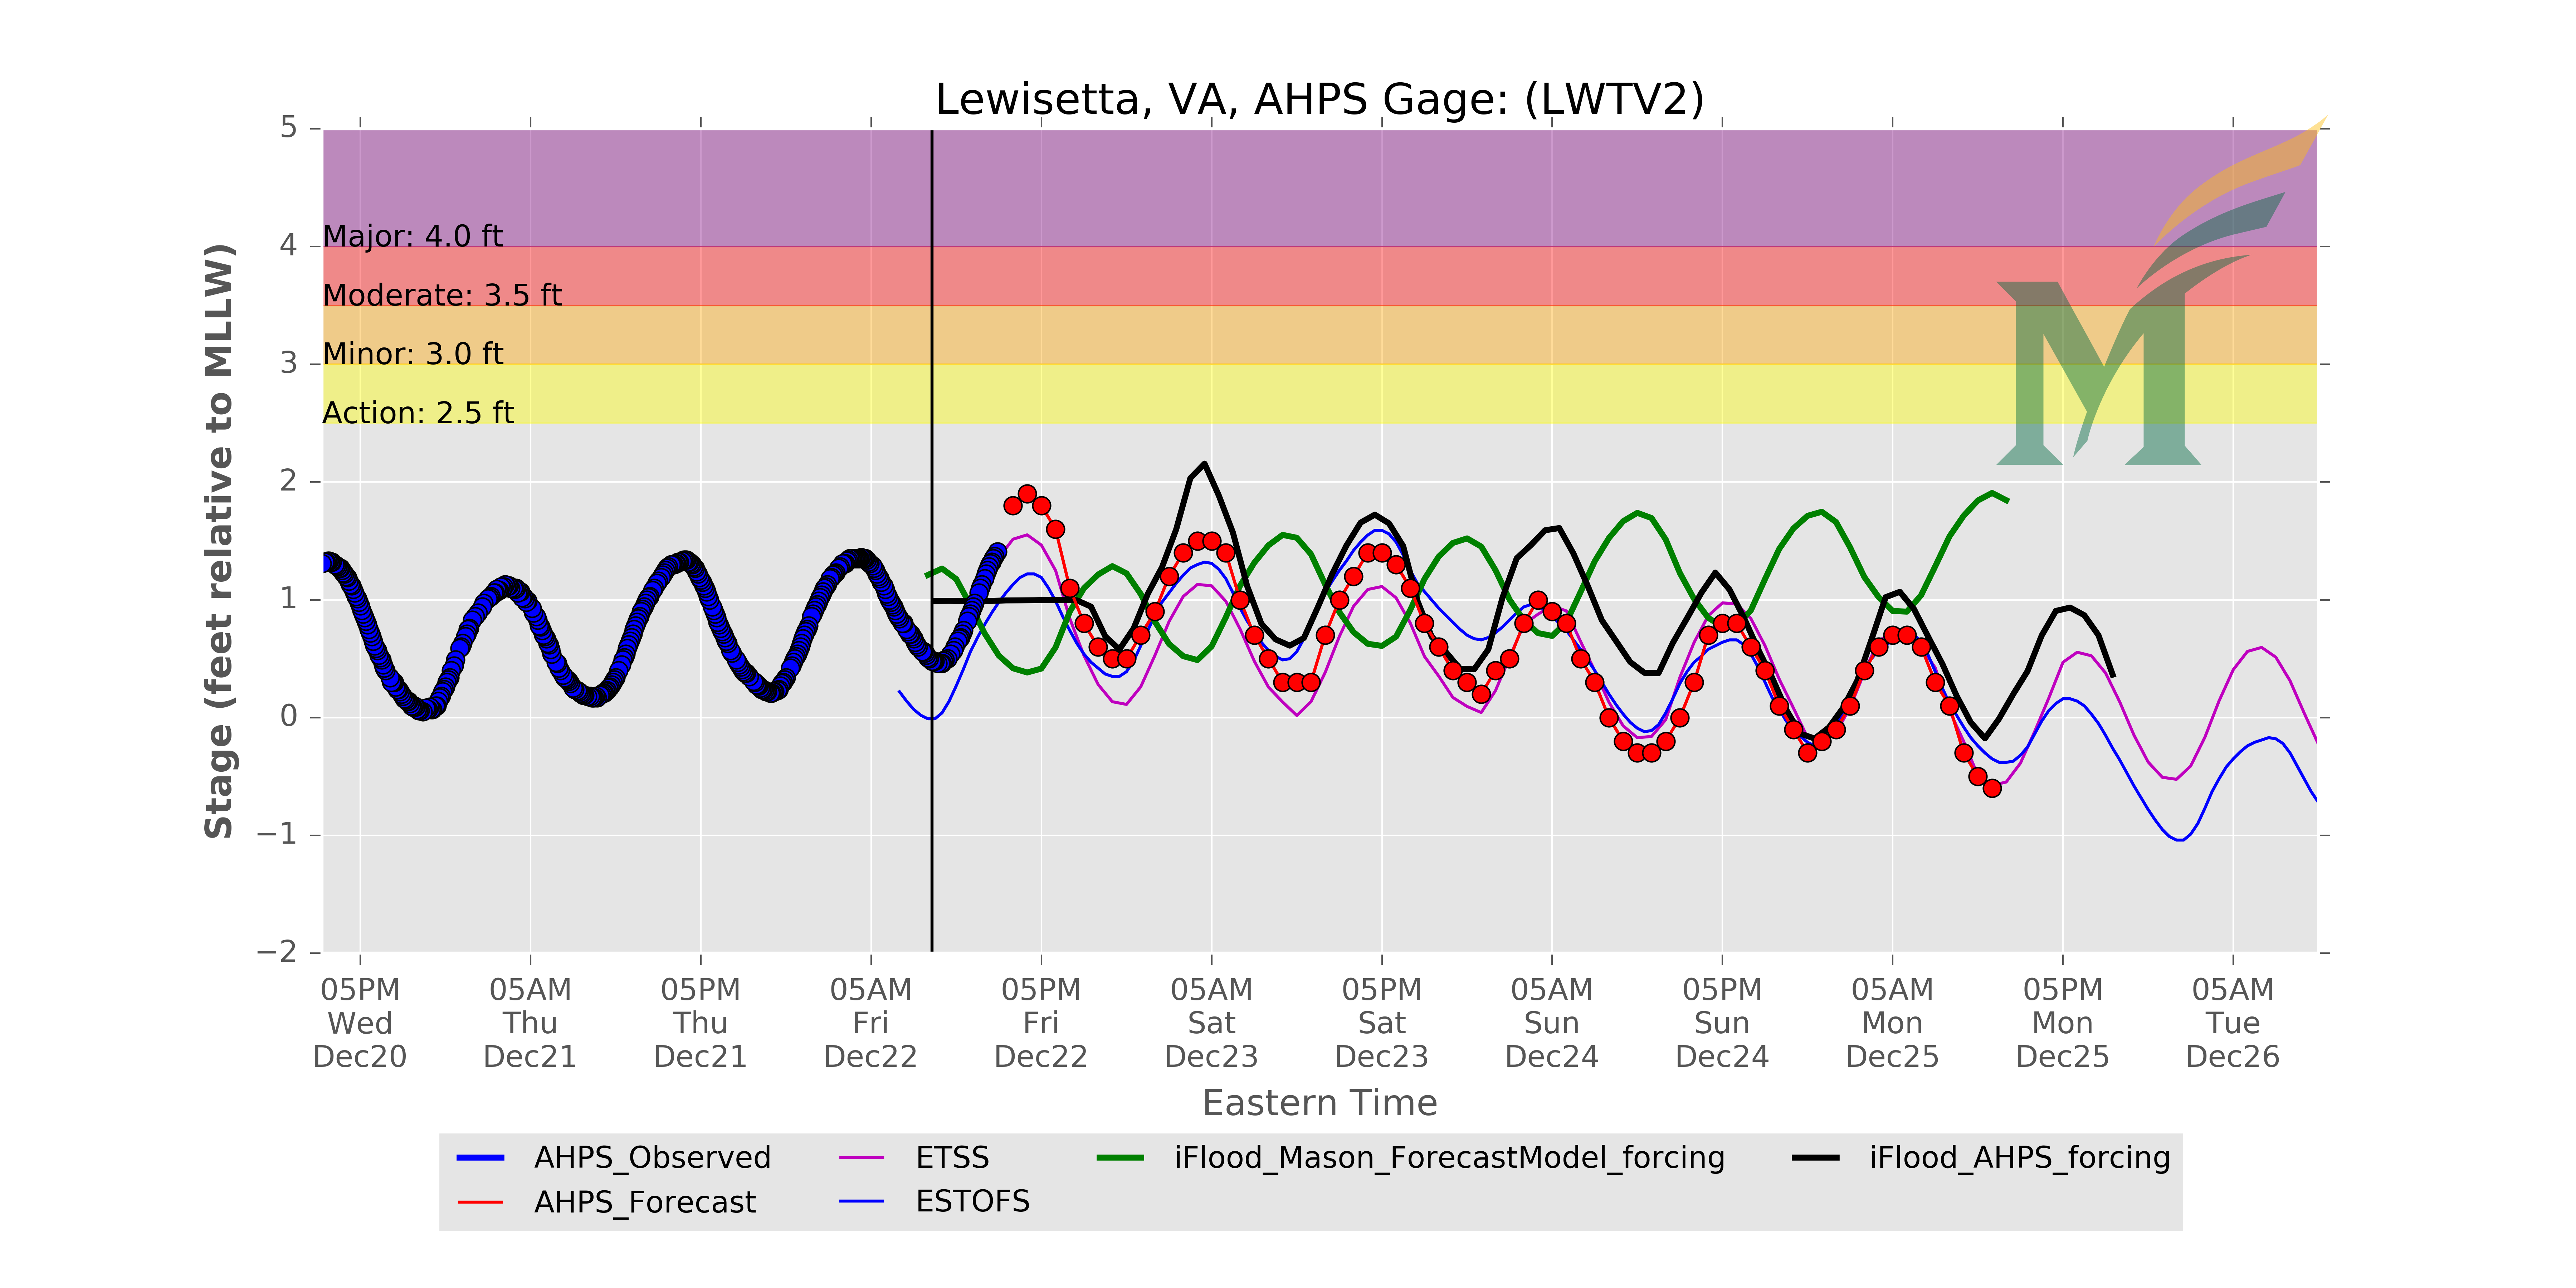 Lewisetta, VA, AHPS Gage: (LWTV2)
Stage (feet relative to MLLW)
5
4
3
2
1
0
−1
−2
Major: 4.0 ft
Moderate: 3.5 ft
Minor: 3.0 ft
Action: 2.5 ft
M
05PM 05AM 05PM 05AM 05PM 05AM 05PM 05AM 05PM 05AM 05PM 05AM
Wed Thu Thu Fri Fri Sat Sat Sun Sun Mon Mon Tue
Dec20 Dec21 Dec21 Dec22 Dec22 Dec23 Dec23 Dec24 Dec24 Dec25 Dec25 Dec26
Eastern Time
AHPS_Observed ETSS iFlood_Mason_ForecastModel_forcing iFlood_AHPS_forcing
AHPS_Forecast ESTOFS